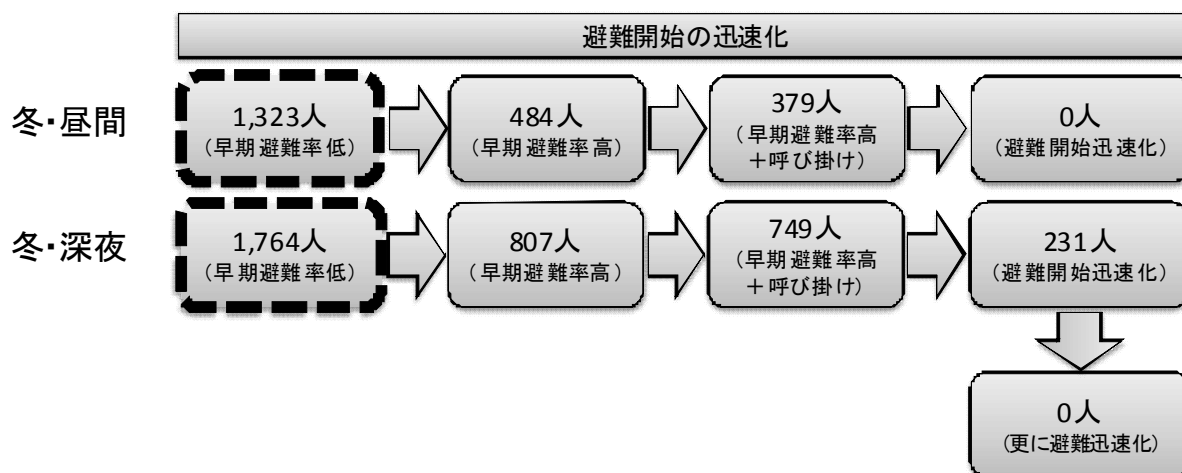 避難開始の迅速化
冬・昼間
1,323人
(早期避難率低)
484人
(早期避難率高)
379人
(早期避難率高
+呼び掛け)
0人
(避難開始迅速化)
冬・深夜
1,764人
(早期避難率低)
807人
(早期避難率高)
749人
(早期避難率高
+呼び掛け)
231人
(避難開始迅速化)
0人
(更に避難迅速化)